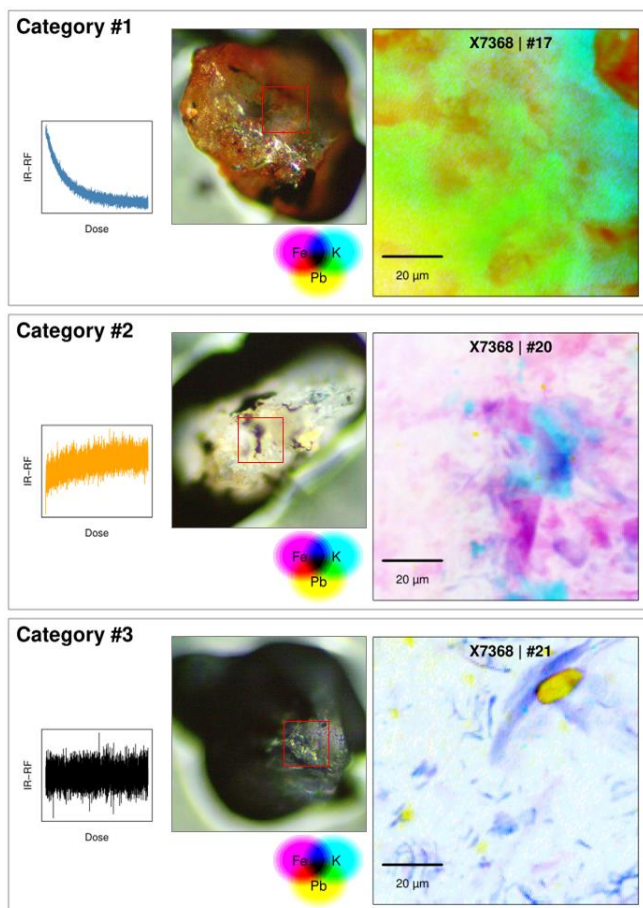 Category #1
X7368 | #17
IR−RF
Dose
Fe K
Pb
20 µm
Category #2
X7368 | #20
IR−RF
Dose
Fe K
Pb
20 µm
Category #3
X7368 | #21
IR−RF
Dose
Fe K
Pb
20 µm